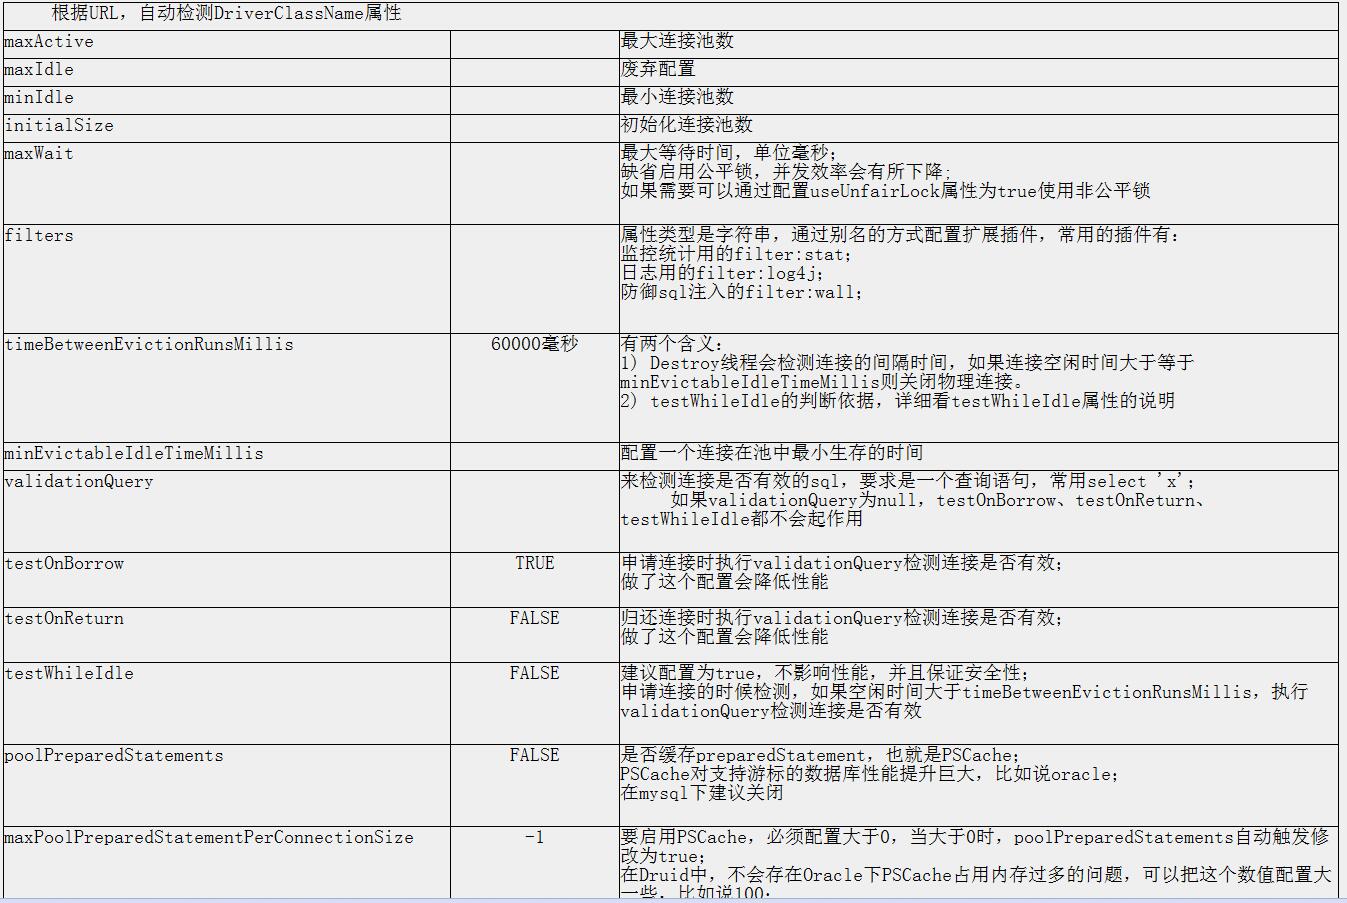 根据URL，自动检测DriverClassName属性
maxActive 最大连接池数
maxIdle 废弃配置
minIdle 最小连接池数
initialSize 初始化连接池数
maxWait 最大等待时间，单位毫秒；
缺省启用公平锁，并发效率会有所下降；
如果需要可以通过配置useUnfairLock属性为true使用非公平锁
filters 属性类型是字符串，通过别名的方式配置扩展插件，常用的插件有：
监控统计用的filter:stat；
日志用的filter:log4j；
防御sql注入的filter:wall；
timeBetweenEvictionRunsMillis 60000毫秒 有两个含义：
1) Destroy线程会检测连接的间隔时间，如果连接空闲时间大于等于
minEvictableIdleTimeMillis则关闭物理连接。
2) testWhileIdle的判断依据，详细看testWhileIdle属性的说明
minEvictableIdleTimeMillis 配置一个连接在池中最小生存的时间
validationQuery 来检测连接是否有效的sql，要求是一个查询语句，常用select 'x'；
如果validationQuery为null，testOnBorrow、testOnReturn、
testWhileIdle都不会起作用
testOnBorrow TRUE 申请连接时执行validationQuery检测连接是否有效；
做了这个配置会降低性能
testOnReturn FALSE 归还连接时执行validationQuery检测连接是否有效；
做了这个配置会降低性能
testWhileIdle FALSE 建议配置为true，不影响性能，并且保证安全性；
申请连接的时候检测，如果空闲时间大于timeBetweenEvictionRunsMillis，执行
validationQuery检测连接是否有效
poolPreparedStatements FALSE 是否缓存preparedStatement，也就是PSCache；
PSCache对支持游标的数据库性能提升巨大，比如说oracle；
在mysql下建议关闭
maxPoolPreparedStatementPerConnectionSize -1 要启用PSCache，必须配置大于0，当大于0时，poolPreparedStatements自动触发修
改为true；
在Druid中，不会存在Oracle下PSCache占用内存过多的问题，可以把这个数值配置大
一些，比如说100；